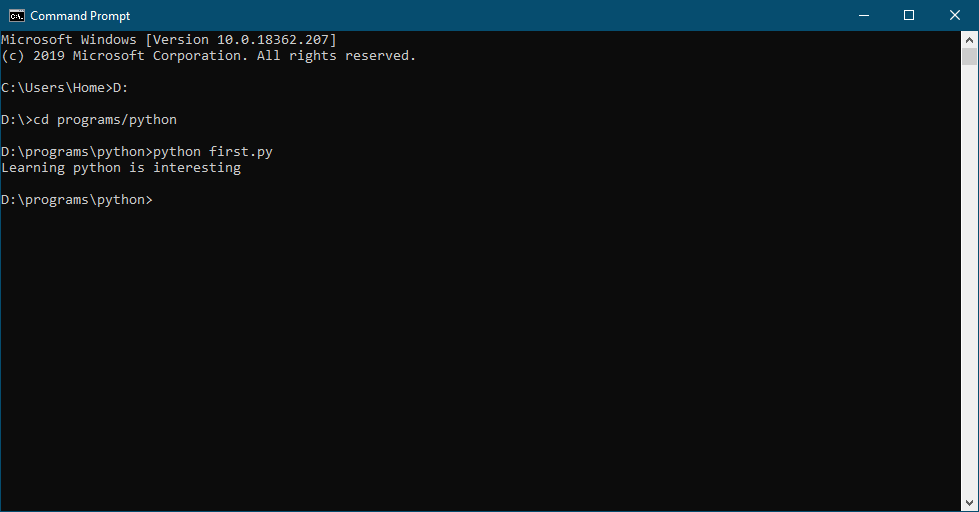 Command Prompt
Microsoft Windows [Version 10.0.18362.207]
(c) 2019 Microsoft Corporation. All rights reserved.
C:\Users\Home>D:
D:\>cd programs/python
D:\programs\python>python first.py
Learning python is interesting
D:\programs\python>